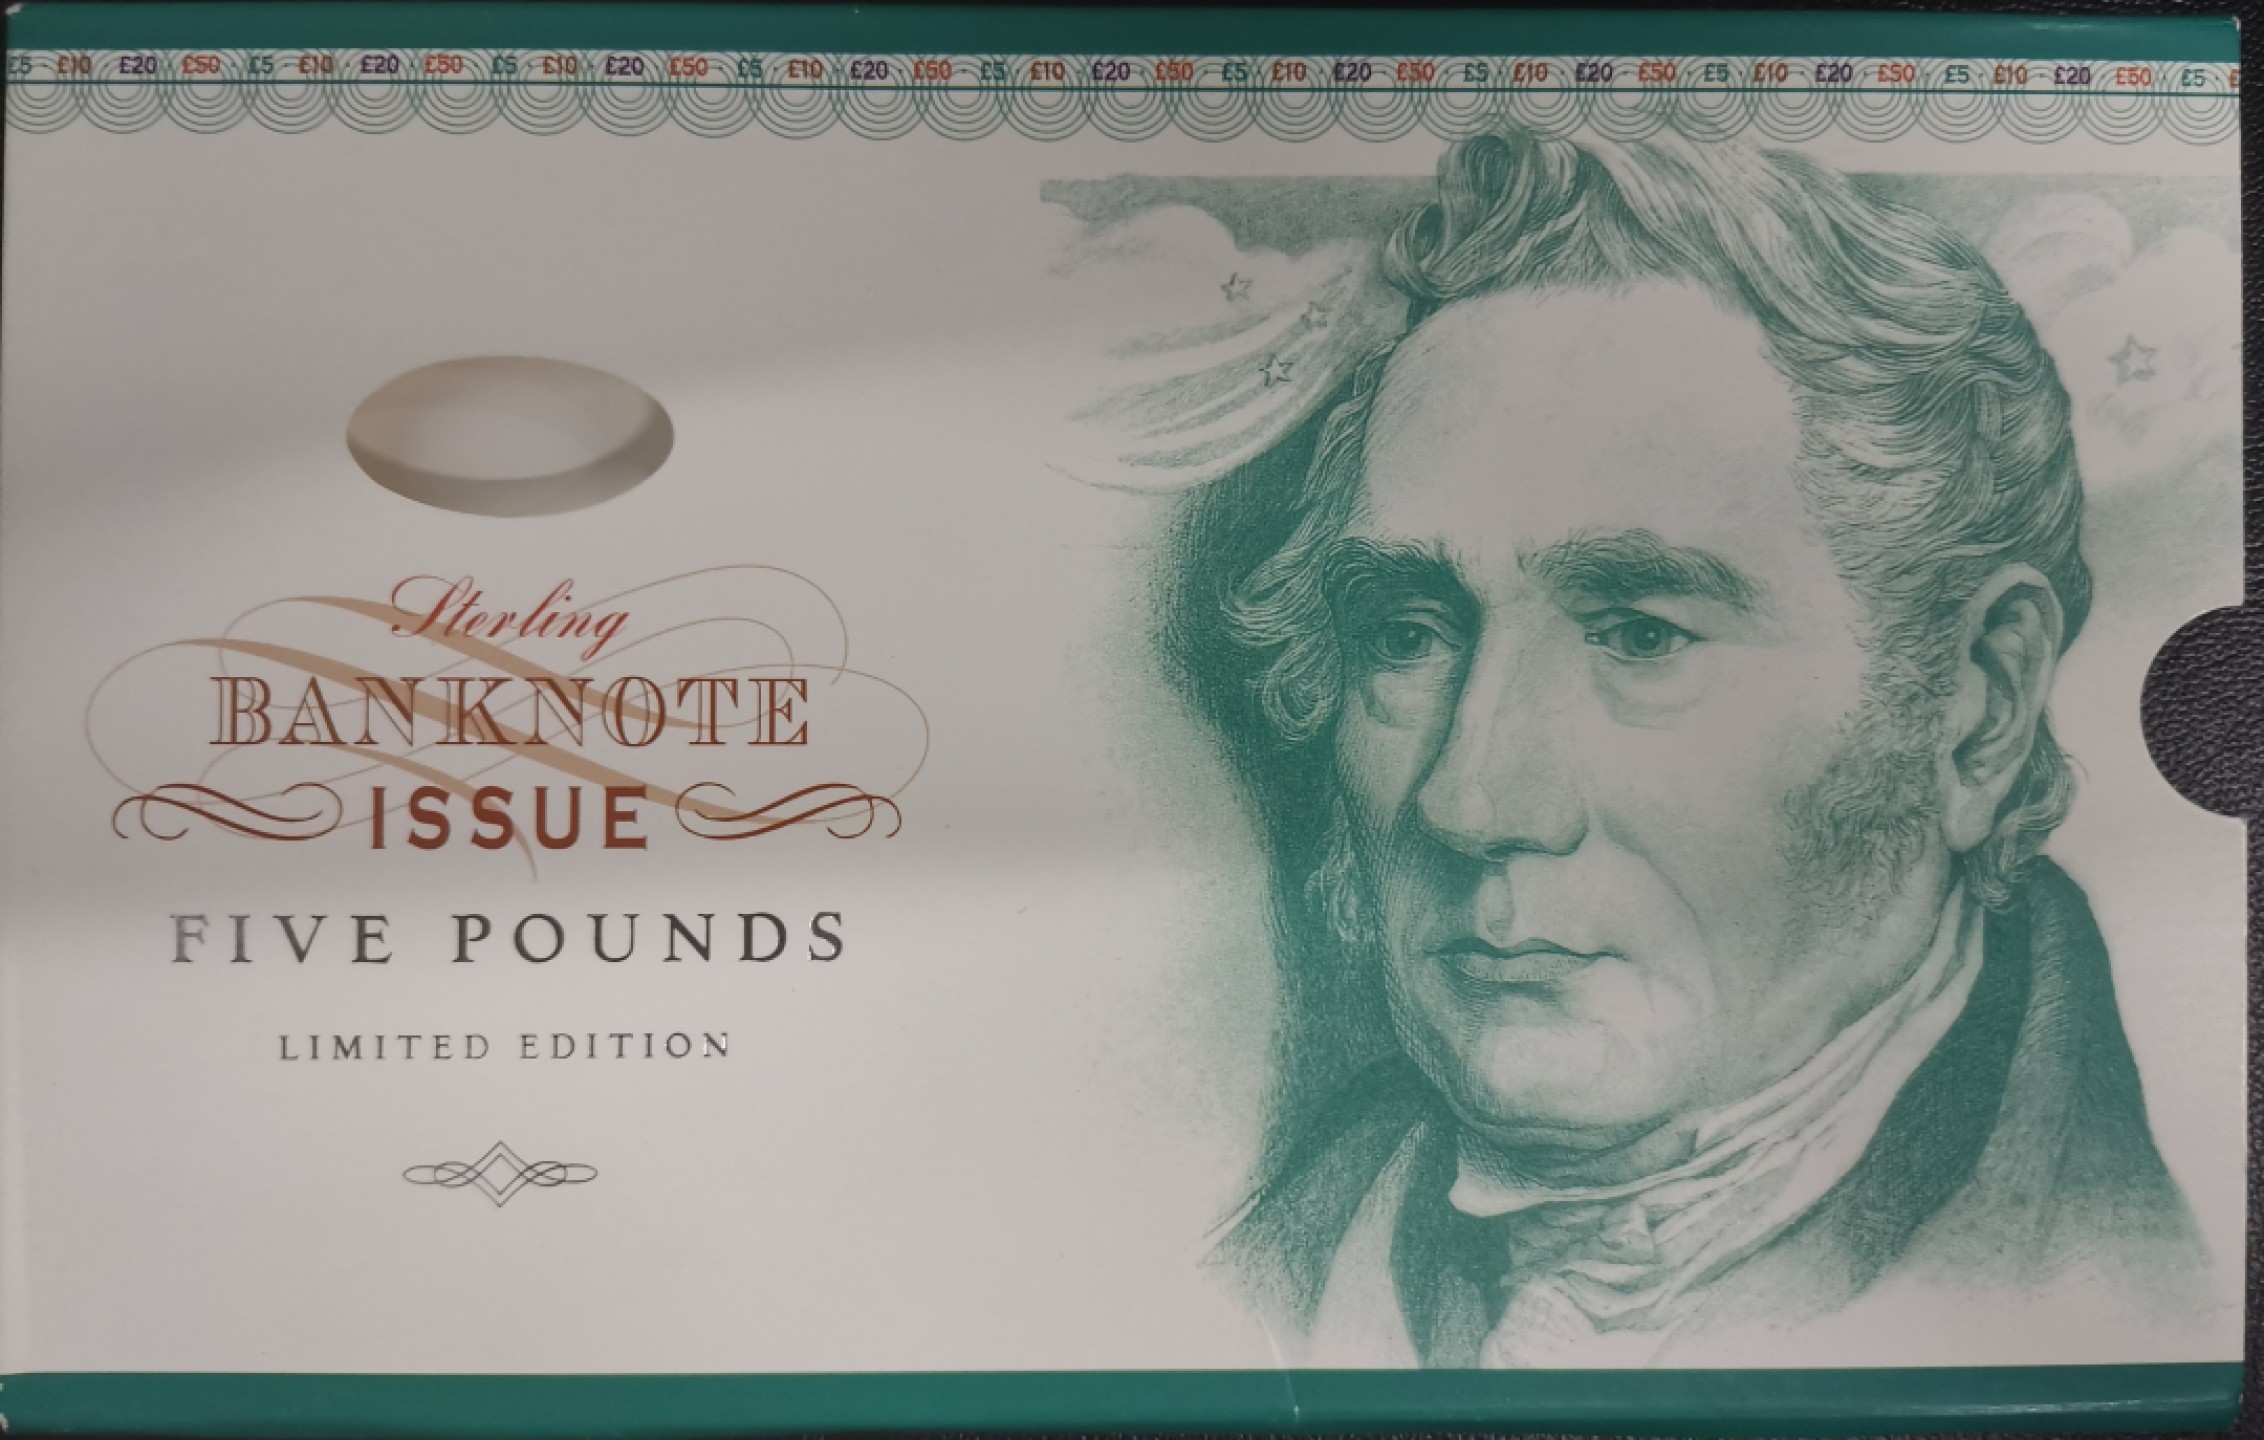 £5 · £10 · £20 · £50 · £5 · £10 · £20 · £50 · £5 · £10 · £20 · £50 · £5 · £10 · £20 · £50 · £5 · £10 · £20 · £50 · £5 · £10 · £20 · £50 · £5 · £10 · £20 · £50 · £5 · £10 · £20 · £50 · £5 · £10 · £20 · £50 · £5 · £
Sterling
BANKNOTE
ISSUE
FIVE POUNDS
LIMITED EDITION